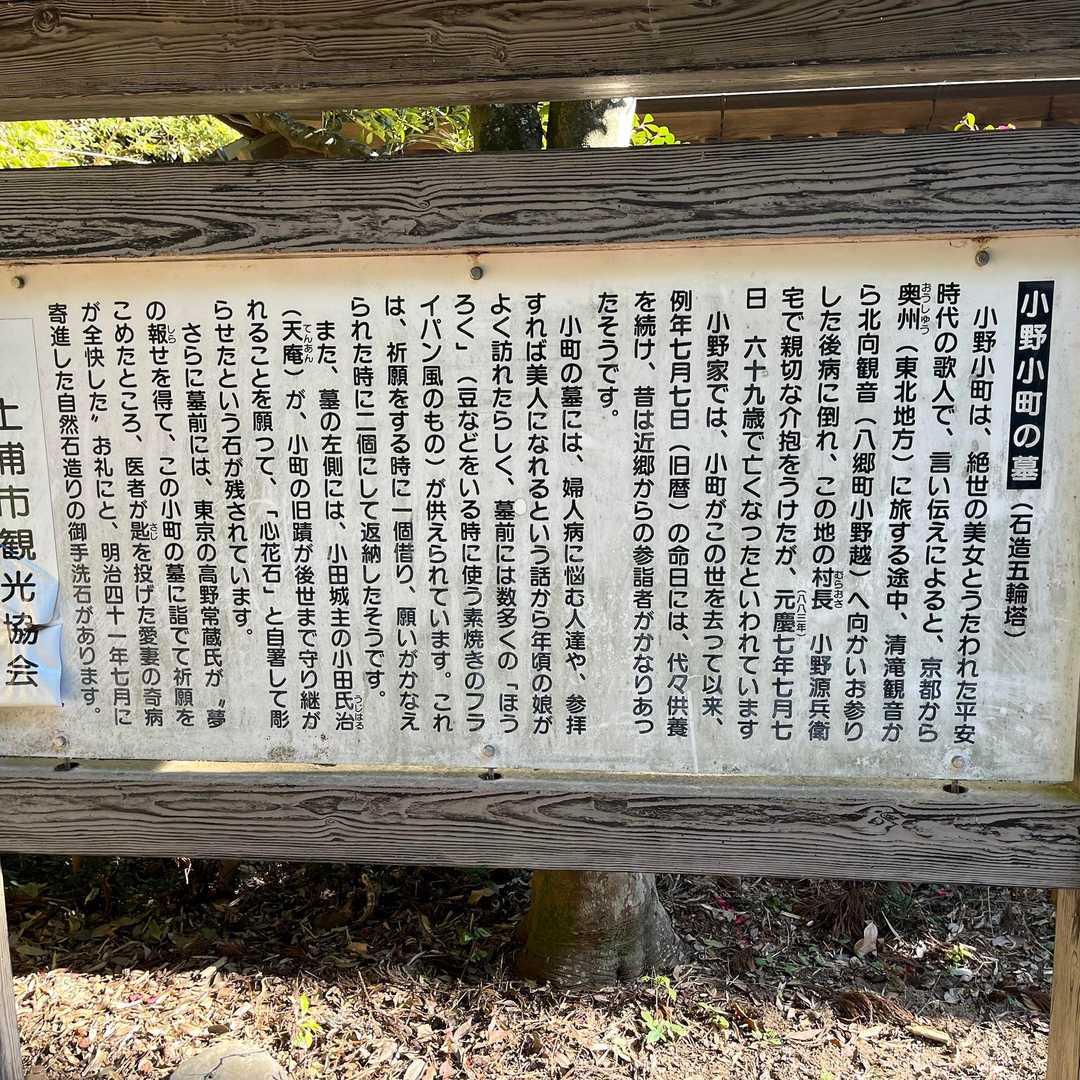 小野小町の墓（石造五輪塔）
小野小町は、絶世の美女とうたわれた平安
時代の歌人で、言い伝えによると、京都から
奥州（東北地方）に旅する途中、清滝観音か
おうしゅう
ら北向観音（八郷町小野越）へ向かいお参り
した後病に倒れ、この地の村長　小野源兵衛
むらおさ
宅で親切な介抱をうけたが、元慶七年七月七
（八八三年）
日　六十九歳で亡くなったといわれています
小野家では、小町がこの世を去って以来、
例年七月七日（旧暦）の命日には、代々供養
を続け、昔は近郷からの参詣者がかなりあっ
たそうです。
小町の墓には、婦人病に悩む人達や、参拝
すれば美人になれるという話から年頃の娘が
よく訪れたらしく、墓前には数多くの「ほう
ろく」（豆などをいる時に使う素焼きのフラ
イパン風のもの）が供えられています。これ
は、祈願をする時に一個借り、願いがかなえ
られた時に二個にして返納したそうです。
また、墓の左側には、小田城主の小田氏治
うじはる
（天庵）が、小町の旧蹟が後世まで守り継が
てんあん
れることを願って、「心花石」と自署して彫
らせたという石が残されています。
さらに墓前には、東京の高野常蔵氏が〝夢
の報せを得て、この小町の墓に詣でて祈願を
しら
こめたところ、医者が匙を投げた愛妻の奇病
さじ
が全快した〟お礼にと、明治四十一年七月に
寄進した自然石造りの御手洗石があります。
土浦市観光協会